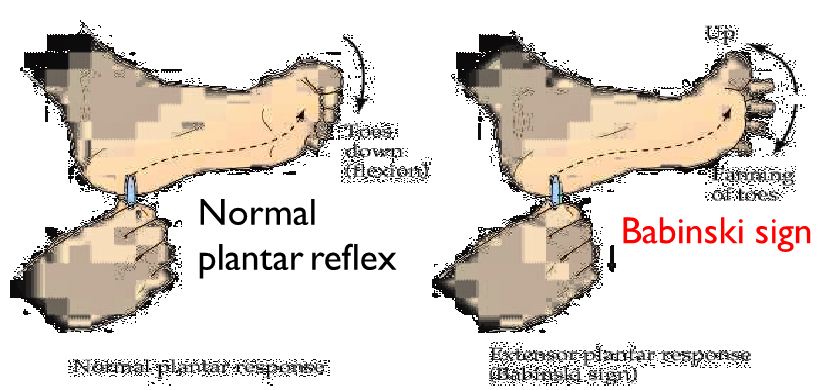 Toes
down
(flexion)
Normal
plantar reflex
Normal plantar response
Up
Fanning
of toes
Babinski sign
Extensor plantar response
(Babinski sign)